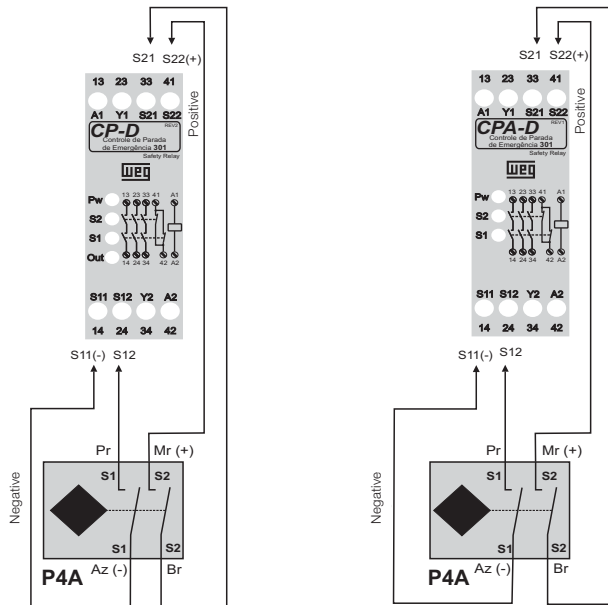 S21 S22(+)
13 23 33 41
A1 Y1 S21 S22
CP-D REV2
Controle de Parada
de Emergência 301
Safety Relay
weg
Positive
Pw
S2
S1
Out
13 23 33 41 A1
14 24 34 42 A2
S11 S12 Y2 A2
14 24 34 42
S11(-) S12
Negative
Pr Mr (+)
S1 S2
S1 S2
P4A
Az (-) Br
S21 S22(+)
13 23 33 41
A1 Y1 S21 S22
CPA-D REV1
Controle de Parada
de Emergência 301
Safety Relay
weg
Positive
Pw
S2
S1
13 23 33 41 A1
14 24 34 42 A2
S11 S12 Y2 A2
14 24 34 42
S11(-) S12
Negative
Pr Mr (+)
S1 S2
S1 S2
P4A
Az (-) Br